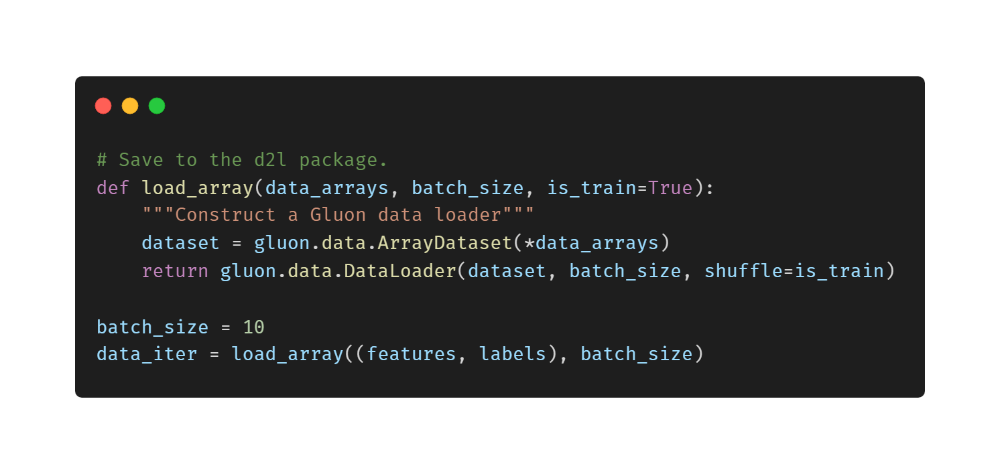 # Save to the d2l package.
def load_array(data_arrays, batch_size, is_train=True):
    """Construct a Gluon data loader"""
    dataset = gluon.data.ArrayDataset(*data_arrays)
    return gluon.data.DataLoader(dataset, batch_size, shuffle=is_train)

batch_size = 10
data_iter = load_array((features, labels), batch_size)